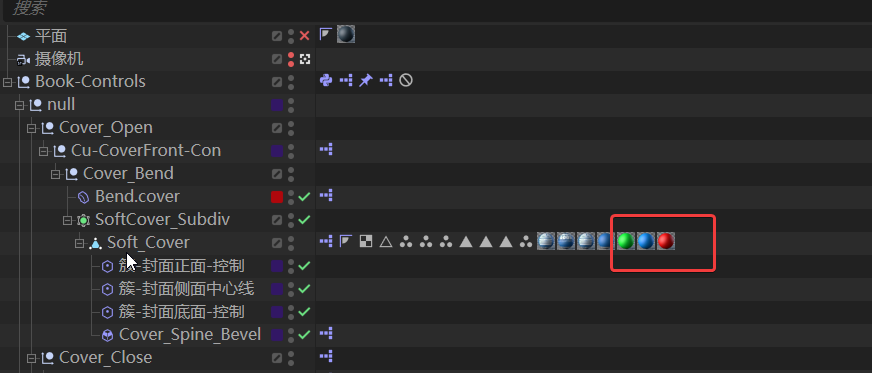 搜索
平面
摄像机
Book-Controls
null
Cover_Open
Cu-CoverFront-Con
Cover_Bend
Bend.cover
SoftCover_Subdiv
Soft_Cover
簇-封面正面-控制
簇-封面侧面中心线
簇-封面底面-控制
Cover_Spine_Bevel
Cover_Close